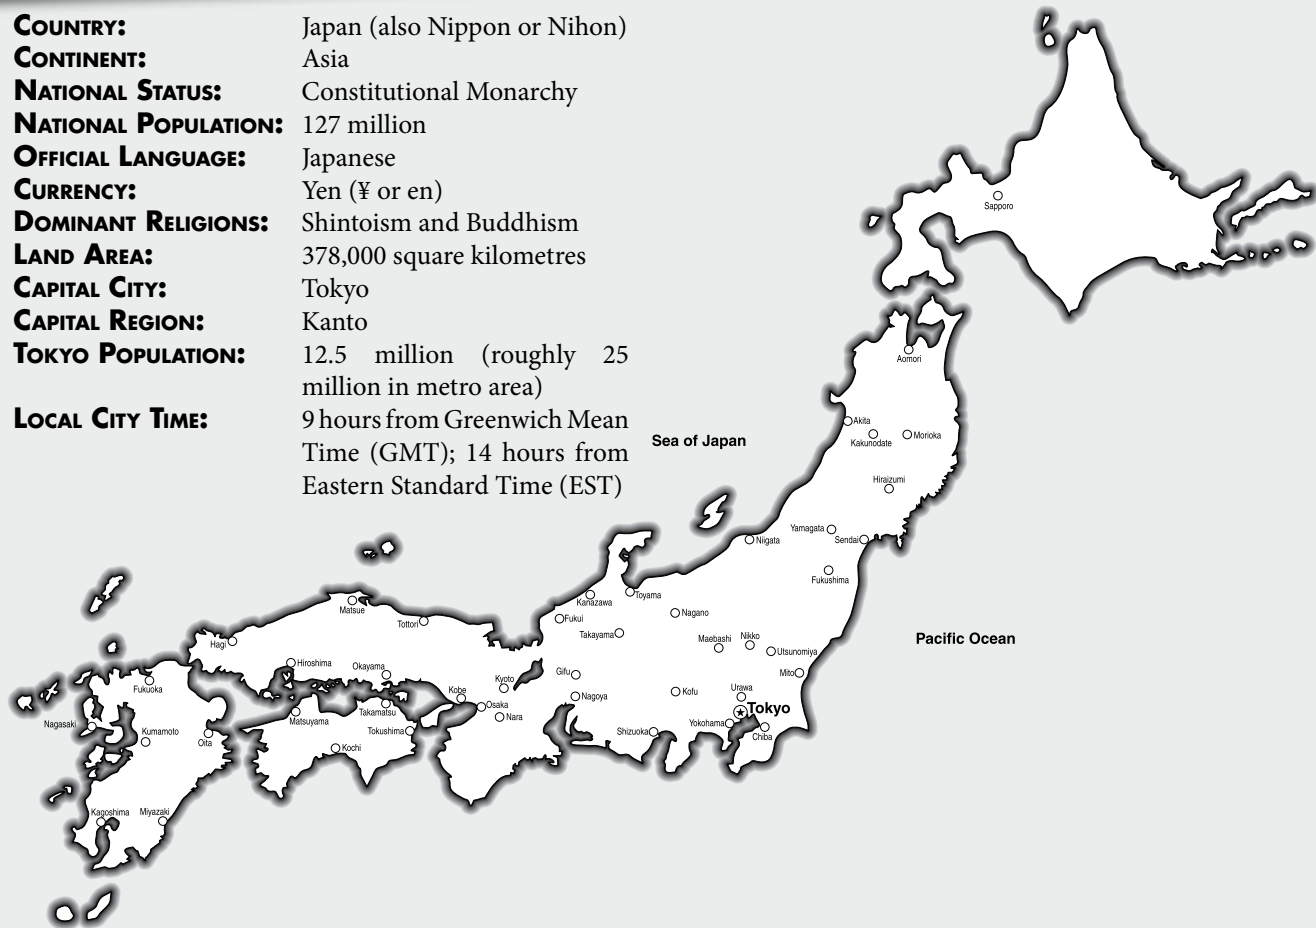 COUNTRY: Japan (also Nippon or Nihon)
CONTINENT: Asia
NATIONAL STATUS: Constitutional Monarchy
NATIONAL POPULATION: 127 million
OFFICIAL LANGUAGE: Japanese
CURRENCY: Yen (¥ or en)
DOMINANT RELIGIONS: Shintoism and Buddhism
LAND AREA: 378,000 square kilometres
CAPITAL CITY: Tokyo
CAPITAL REGION: Kanto
TOKYO POPULATION: 12.5 million (roughly 25
million in metro area)
LOCAL CITY TIME: 9 hours from Greenwich Mean
Time (GMT); 14 hours from
Eastern Standard Time (EST)
Sapporo
Aomori
Akita
Kakunodate
Morioka
Sea of Japan
Hiraizumi
Yamagata
Niigata
Sendai
Fukushima
Kanazawa
Toyama
Matsue
Nagano
Tottori
Fukui
Takayama
Maebashi
Nikko
Pacific Ocean
Hagi
Utsunomiya
Hiroshima
Okayama
Gifu
Mito
Kyoto
Fukuoka
Kobe
Urawa
Kofu
Nagoya
Osaka
Tokyo
Takamatsu
Nara
Matsuyama
Nagasaki
Yokohama
Kumamoto
Tokushima
Shizuoka
Chiba
Oita
Kochi
Kagoshima
Miyazaki